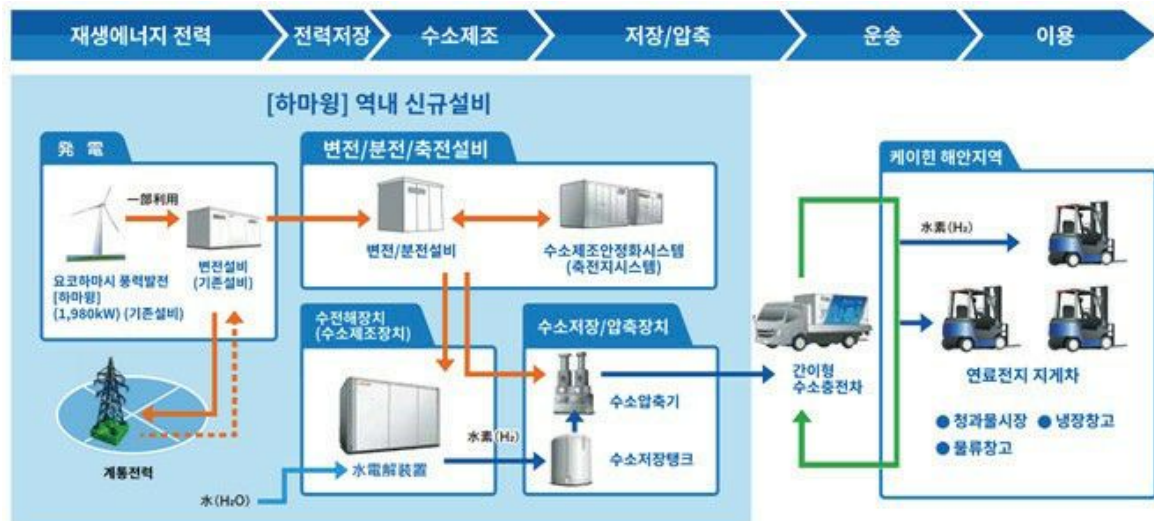 재생에너지 전력
전력저장
수소제조
저장/압축
운송
이용
[하마윙] 역내 신규설비
発 電
一部利用
요코하마시 풍력발전
[하마윙]
(1,980kW) (기존설비)
변전설비
(기존설비)
계통전력
변전/분전/축전설비
변전/분전설비
수소제조안정화시스템
(축전지시스템)
수전해장치
(수소제조장치)
水電解装置
水(H₂O)
水素(H₂)
수소저장/압축장치
수소압축기
수소저장탱크
간이형
수소충전차
케이힌 해안지역
水素(H₂)
연료전지 지게차
● 청과물시장 ● 냉장창고
● 물류창고